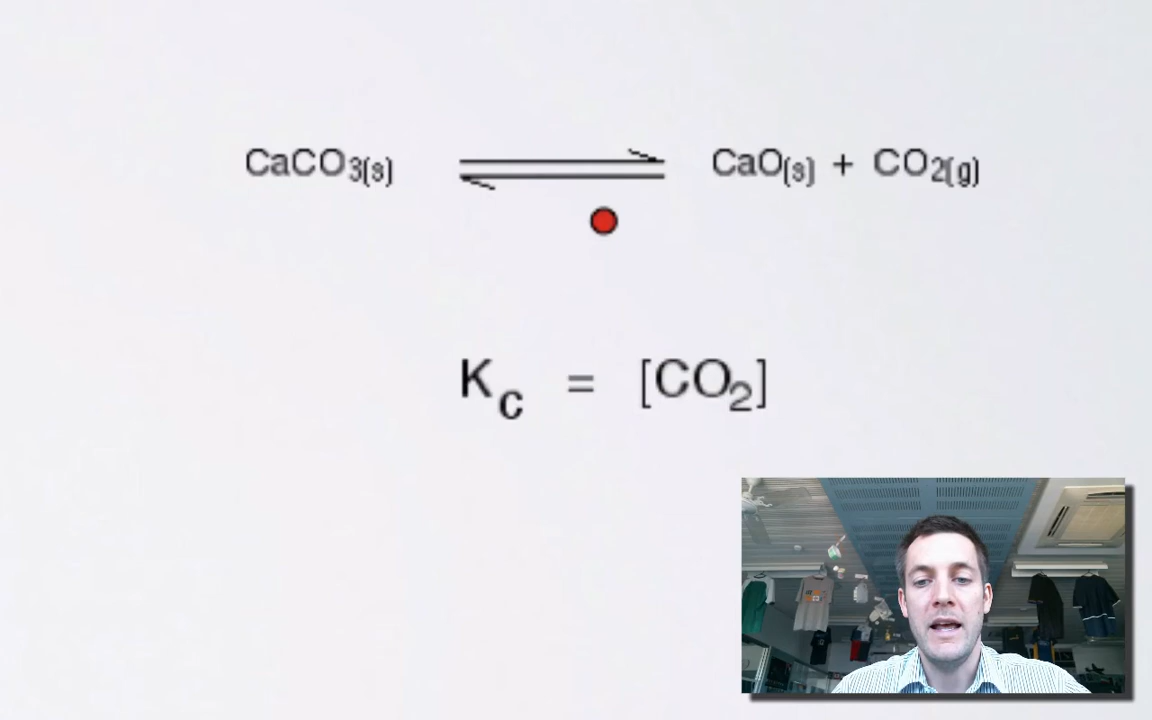 CaCO3(s) ⇌ CaO(s) + CO2(g)
Kc = [CO2]